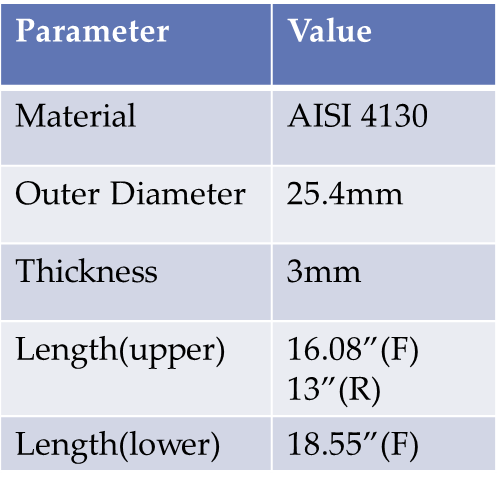 Parameter Value
Material AISI 4130
Outer Diameter 25.4mm
Thickness 3mm
Length(upper) 16.08”(F)
13”(R)
Length(lower) 18.55”(F)